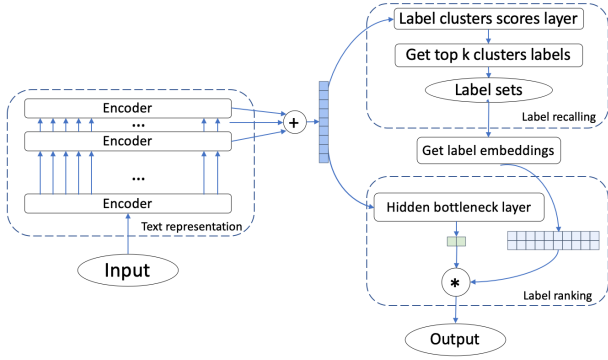 Label clusters scores layer
Get top k clusters labels
Label sets
Label recalling
Encoder
...
Encoder
...
Encoder
Text representation
Input
+
Get label embeddings
Hidden bottleneck layer
*
Label ranking
Output